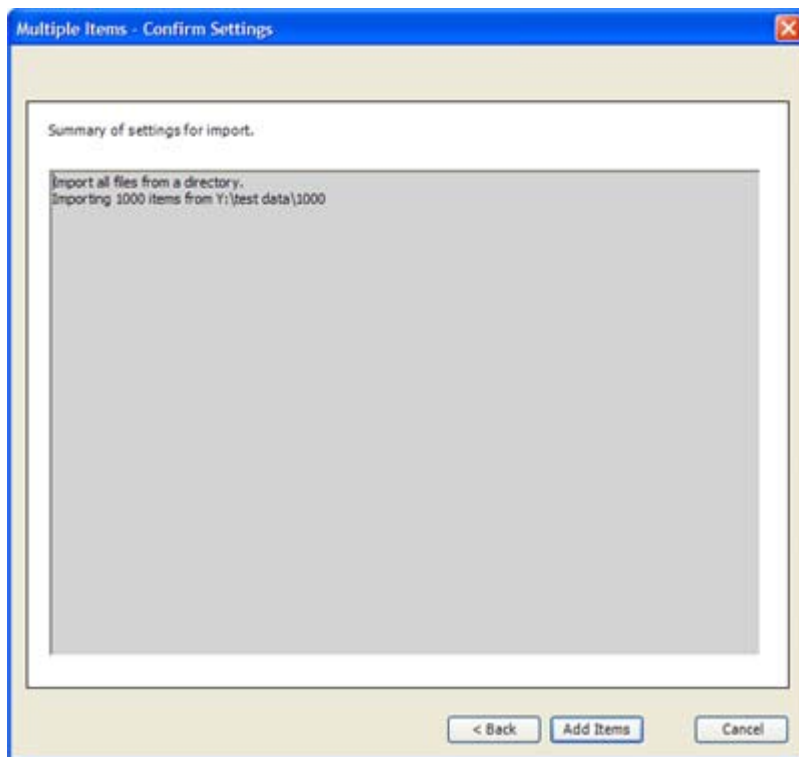 Multiple Items - Confirm Settings
Summary of settings for import.
Import all files from a directory.
Importing 1000 items from Y:\test data\1000
< Back
Add Items
Cancel